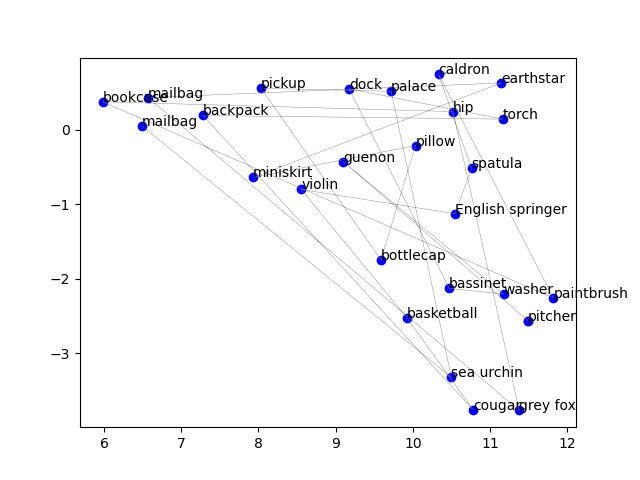 caldron
earthstar
pickup
dock
palace
bookcase
mailbag
backpack
hip
torch
mailbag
pillow
guenon
spatula
miniskirt
violin
English springer
bottlecap
bassinet
washer
paintbrush
basketball
pitcher
sea urchin
cougar
grey fox
0
−1
−2
−3
6
7
8
9
10
11
12